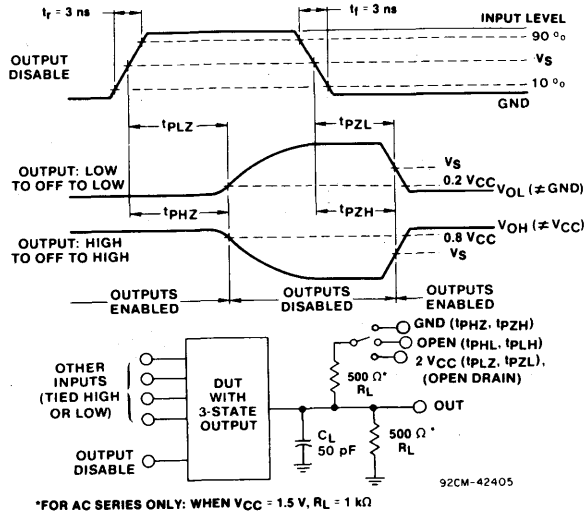 tr = 3 ns
tf = 3 ns
INPUT LEVEL
90 %
VS
10 %
GND
OUTPUT
DISABLE
tPLZ
tPZL
OUTPUT: LOW
TO OFF TO LOW
VS
0.2 VCC
VOL (≠ GND)
tPHZ
tPZH
OUTPUT: HIGH
TO OFF TO
HIGH
VOH (≠ VCC)
0.8 VCC
VS
OUTPUTS
ENABLED
OUTPUTS
DISABLED
OUTPUTS
ENABLED
OTHER
INPUTS
(TIED HIGH
OR LOW)
OUTPUT
DISABLE
DUT
WITH
3-STATE
OUTPUT
GND (tPHZ, tPZH)
OPEN (tPHL, tPLH)
2 VCC (tPLZ, tPZL),
(OPEN DRAIN)
500 Ω*
RL
OUT
CL
50 pF
500 Ω*
RL
92CM-42405
*FOR AC SERIES ONLY: WHEN VCC = 1.5 V, RL = 1 kΩ